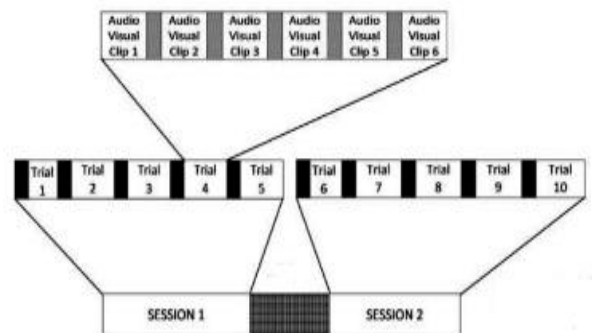 Audio Audio Audio Audio Audio Audio
Visual Visual Visual Visual Visual Visual
Clip 1 Clip 2 Clip 3 Clip 4 Clip 5 Clip 6
Trial Trial Trial Trial Trial Trial Trial Trial Trial Trial
1 2 3 4 5 6 7 8 9 10
SESSION 1 SESSION 2